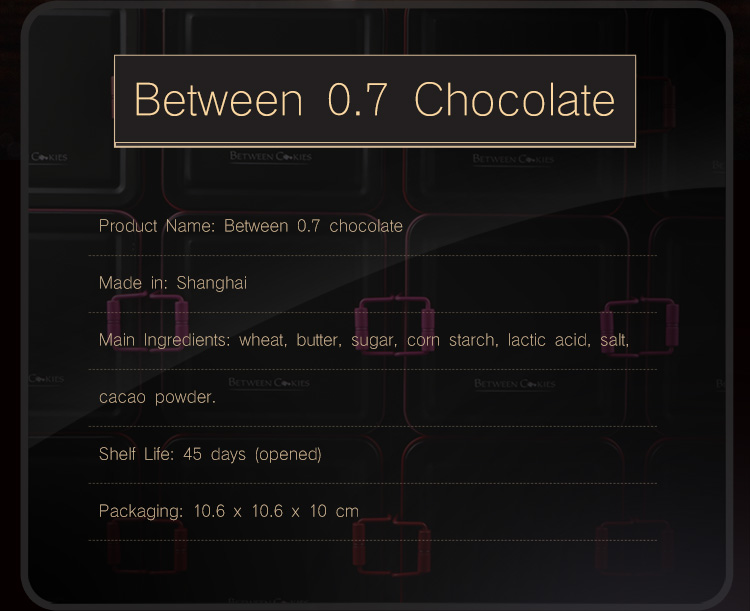 Between 0.7 Chocolate
COOKIES
BETWEEN COOKIES
BETWEEN COOKIES
Product Name: Between 0.7 chocolate
Made in: Shanghai
Main Ingredients: wheat, butter, sugar, corn starch, lactic acid, salt,
BETWEEN COOKIES
BETWEEN COOKIES
cacao powder.
Shelf Life: 45 days (opened)
Packaging: 10.6 x 10.6 x 10 cm